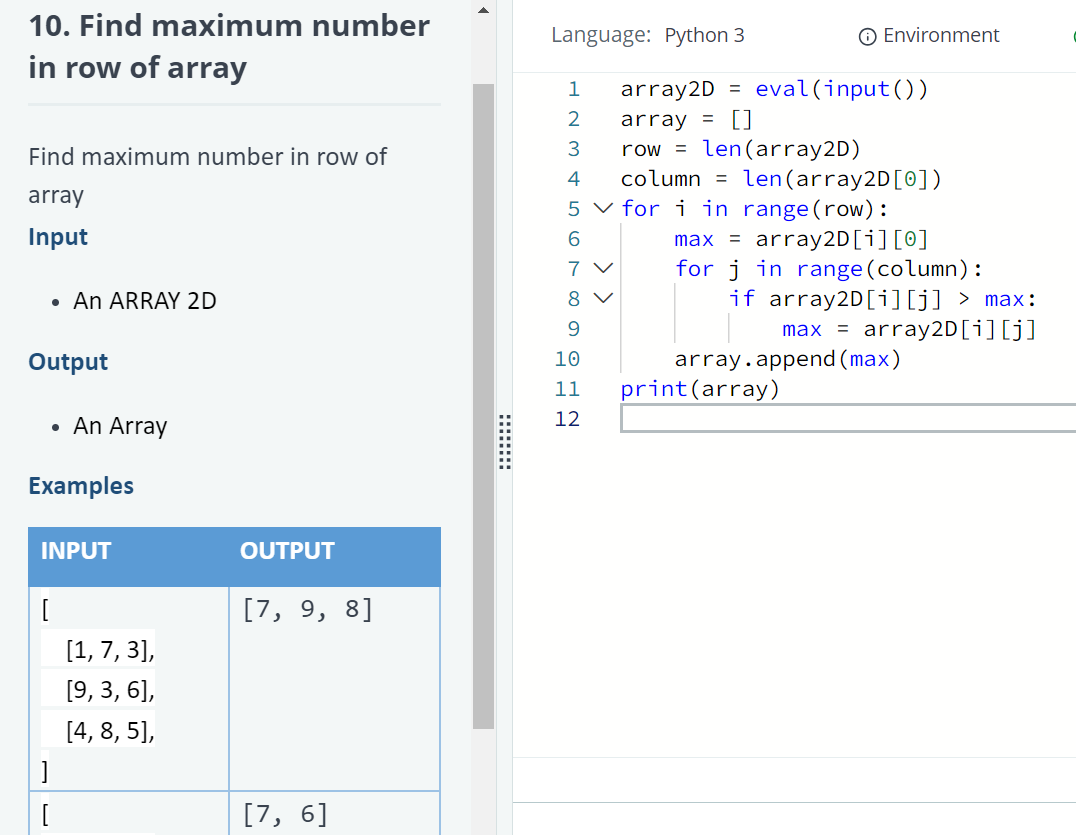 10. Find maximum number
in row of array
Find maximum number in row of
array
Input
• An ARRAY 2D
Output
• An Array
Examples
INPUT OUTPUT
[ [7, 9, 8]
[1, 7, 3],
[9, 3, 6],
[4, 8, 5],
]
[ [7, 6]
Language: Python 3 Environment
1 array2D = eval(input())
2 array = []
3 row = len(array2D)
4 column = len(array2D[0])
5 for i in range(row):
6     max = array2D[i][0]
7     for j in range(column):
8         if array2D[i][j] > max:
9             max = array2D[i][j]
10     array.append(max)
11 print(array)
12